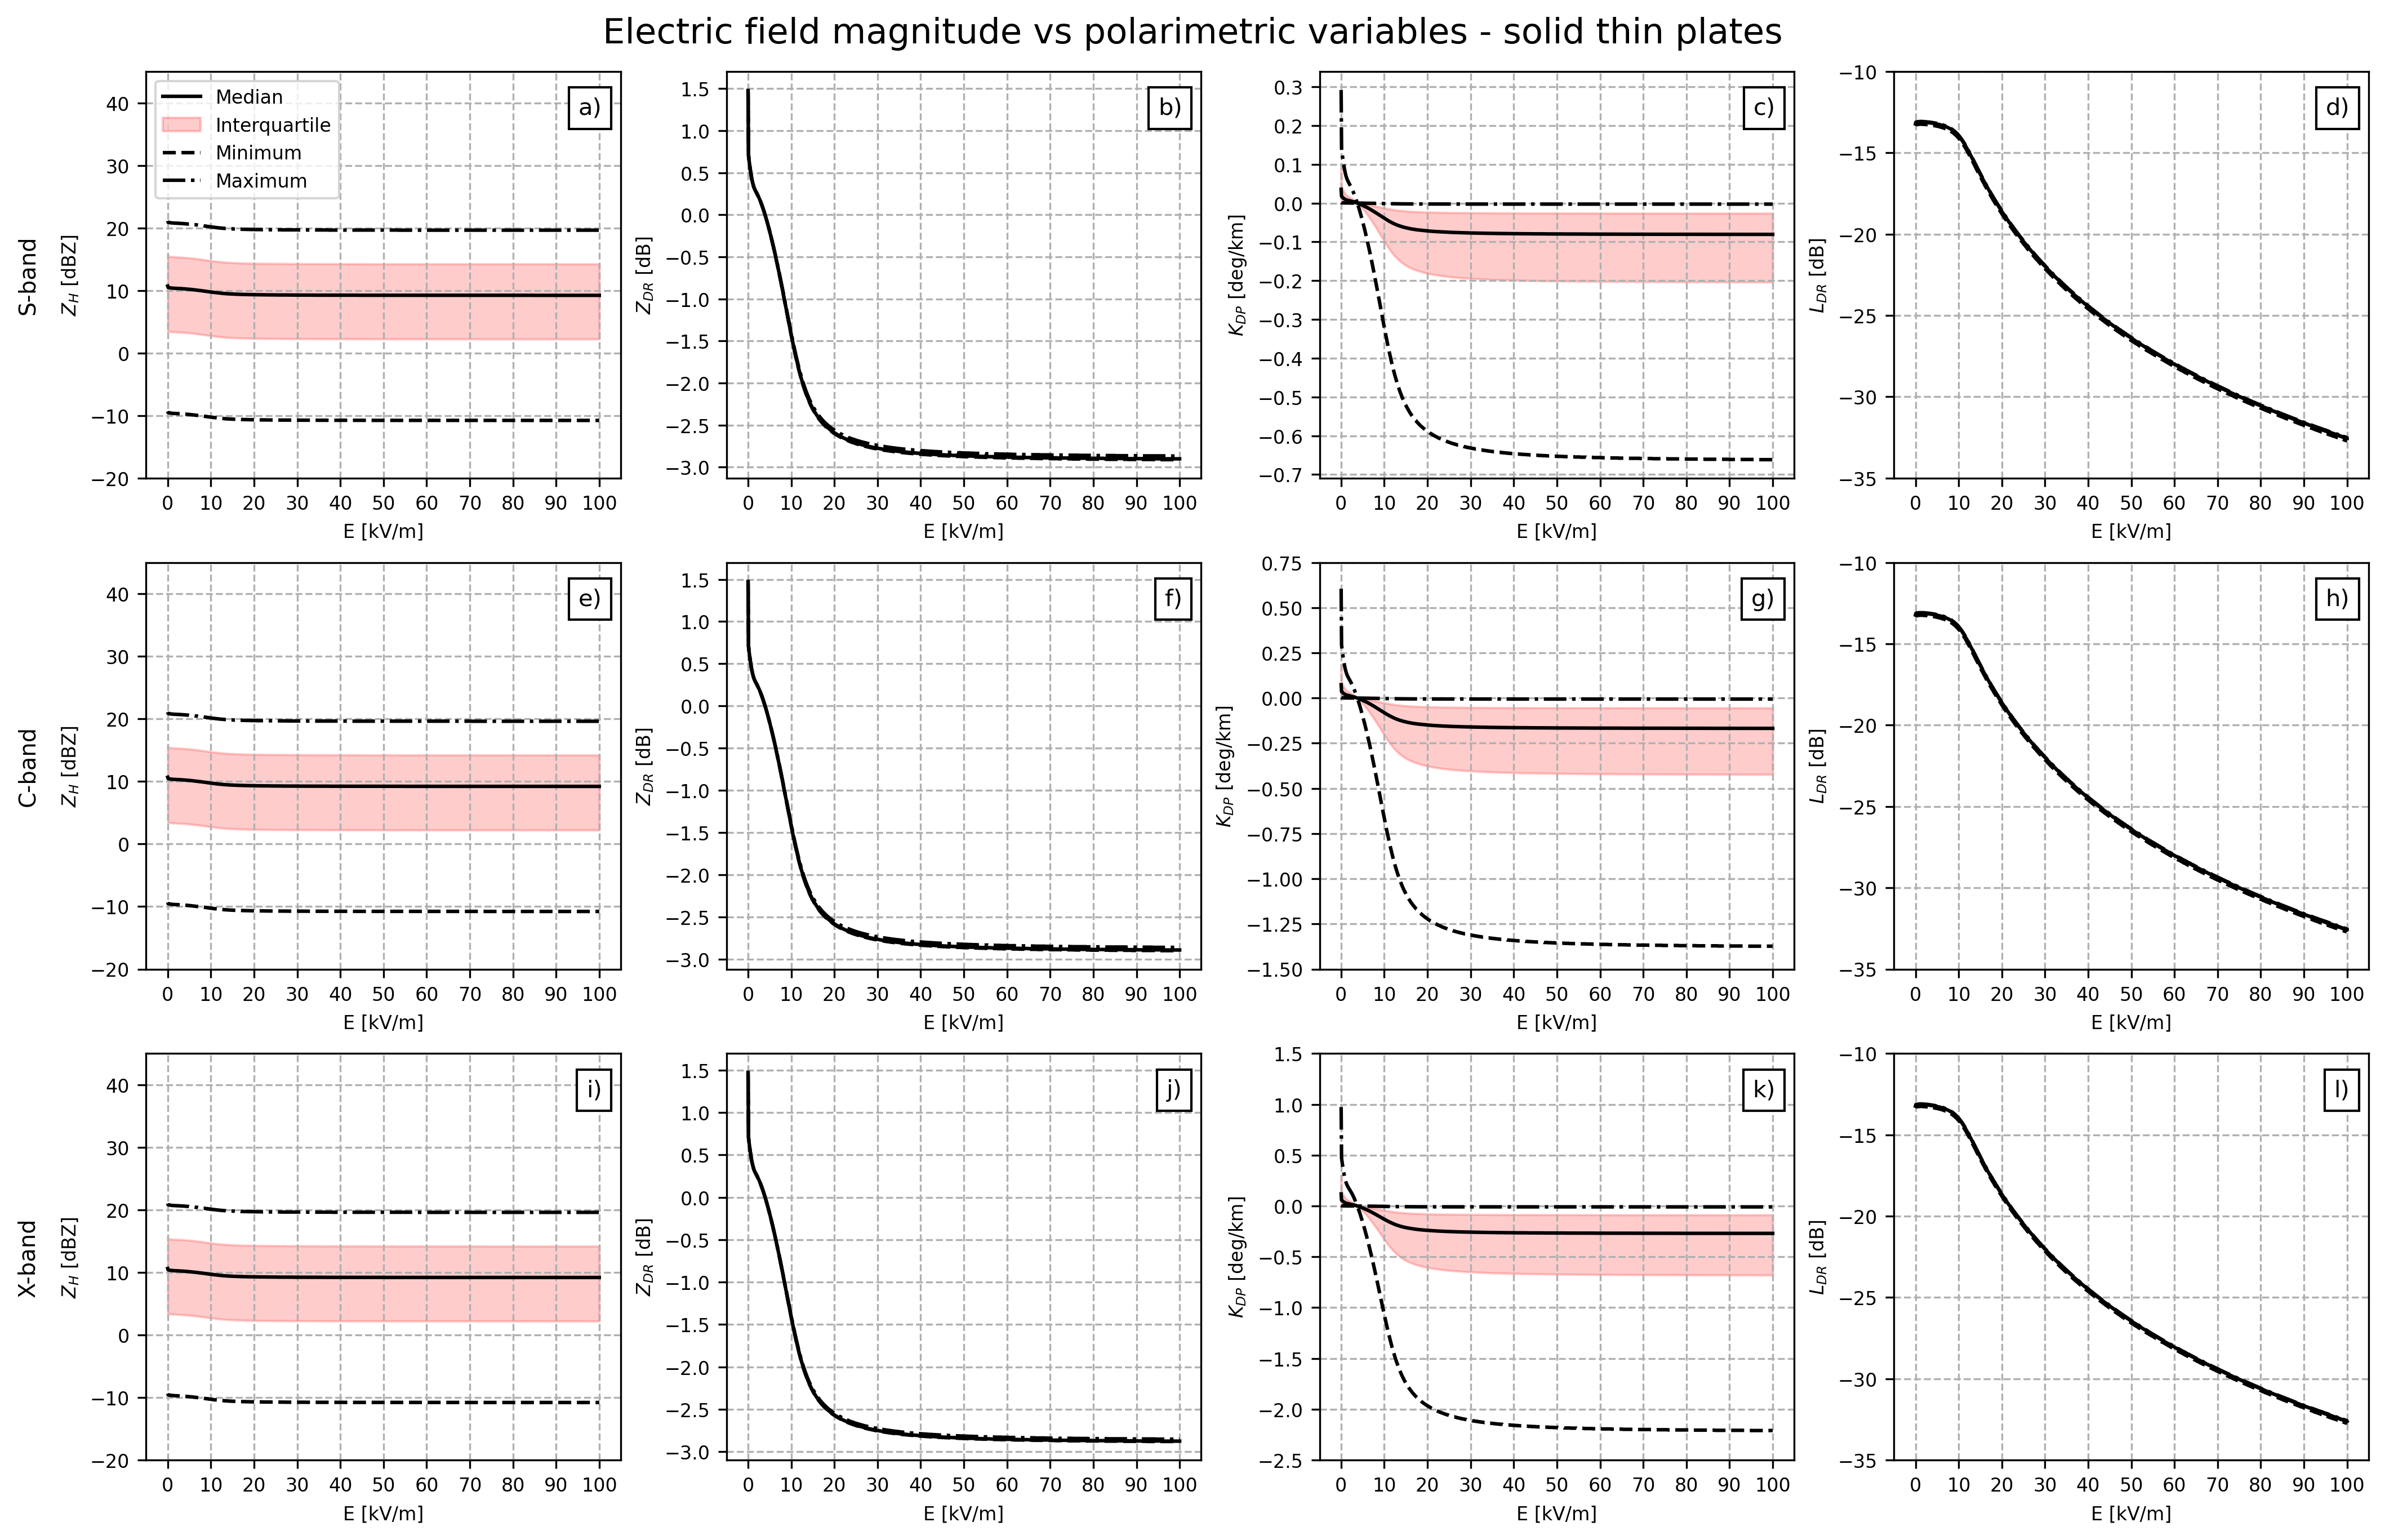 Electric field magnitude vs polarimetric variables - solid thin plates
S-band
Z_H [dBZ]
40
30
20
10
0
−10
−20
Median
Interquartile
Minimum
Maximum
a)
0 10 20 30 40 50 60 70 80 90 100
E [kV/m]
Z_DR [dB]
1.5
1.0
0.5
0.0
−0.5
−1.0
−1.5
−2.0
−2.5
−3.0
b)
0 10 20 30 40 50 60 70 80 90 100
E [kV/m]
K_DP [deg/km]
0.3
0.2
0.1
0.0
−0.1
−0.2
−0.3
−0.4
−0.5
−0.6
−0.7
c)
0 10 20 30 40 50 60 70 80 90 100
E [kV/m]
L_DR [dB]
−10
−15
−20
−25
−30
−35
d)
0 10 20 30 40 50 60 70 80 90 100
E [kV/m]
C-band
Z_H [dBZ]
40
30
20
10
0
−10
−20
e)
0 10 20 30 40 50 60 70 80 90 100
E [kV/m]
Z_DR [dB]
1.5
1.0
0.5
0.0
−0.5
−1.0
−1.5
−2.0
−2.5
−3.0
f)
0 10 20 30 40 50 60 70 80 90 100
E [kV/m]
K_DP [deg/km]
0.75
0.50
0.25
0.00
−0.25
−0.50
−0.75
−1.00
−1.25
−1.50
g)
0 10 20 30 40 50 60 70 80 90 100
E [kV/m]
L_DR [dB]
−10
−15
−20
−25
−30
−35
h)
0 10 20 30 40 50 60 70 80 90 100
E [kV/m]
X-band
Z_H [dBZ]
40
30
20
10
0
−10
−20
i)
0 10 20 30 40 50 60 70 80 90 100
E [kV/m]
Z_DR [dB]
1.5
1.0
0.5
0.0
−0.5
−1.0
−1.5
−2.0
−2.5
−3.0
j)
0 10 20 30 40 50 60 70 80 90 100
E [kV/m]
K_DP [deg/km]
1.5
1.0
0.5
0.0
−0.5
−1.0
−1.5
−2.0
−2.5
k)
0 10 20 30 40 50 60 70 80 90 100
E [kV/m]
L_DR [dB]
−10
−15
−20
−25
−30
−35
l)
0 10 20 30 40 50 60 70 80 90 100
E [kV/m]